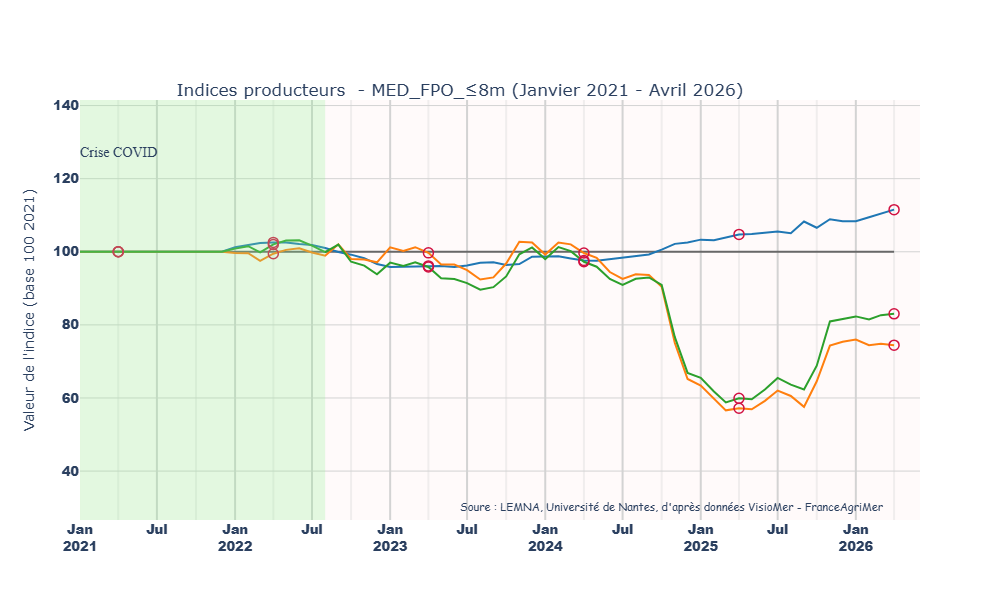 Indices producteurs  - MED_FPO_≤8m (Janvier 2021 - Avril 2026)
Valeur de l'indice (base 100 2021)
140
120
100
80
60
40
Crise COVID
Soure : LEMNA, Université de Nantes, d'après données VisioMer - FranceAgriMer
Jan Jul Jan Jul Jan Jul Jan Jul Jan Jul Jan
2021 2022 2023 2024 2025 2026